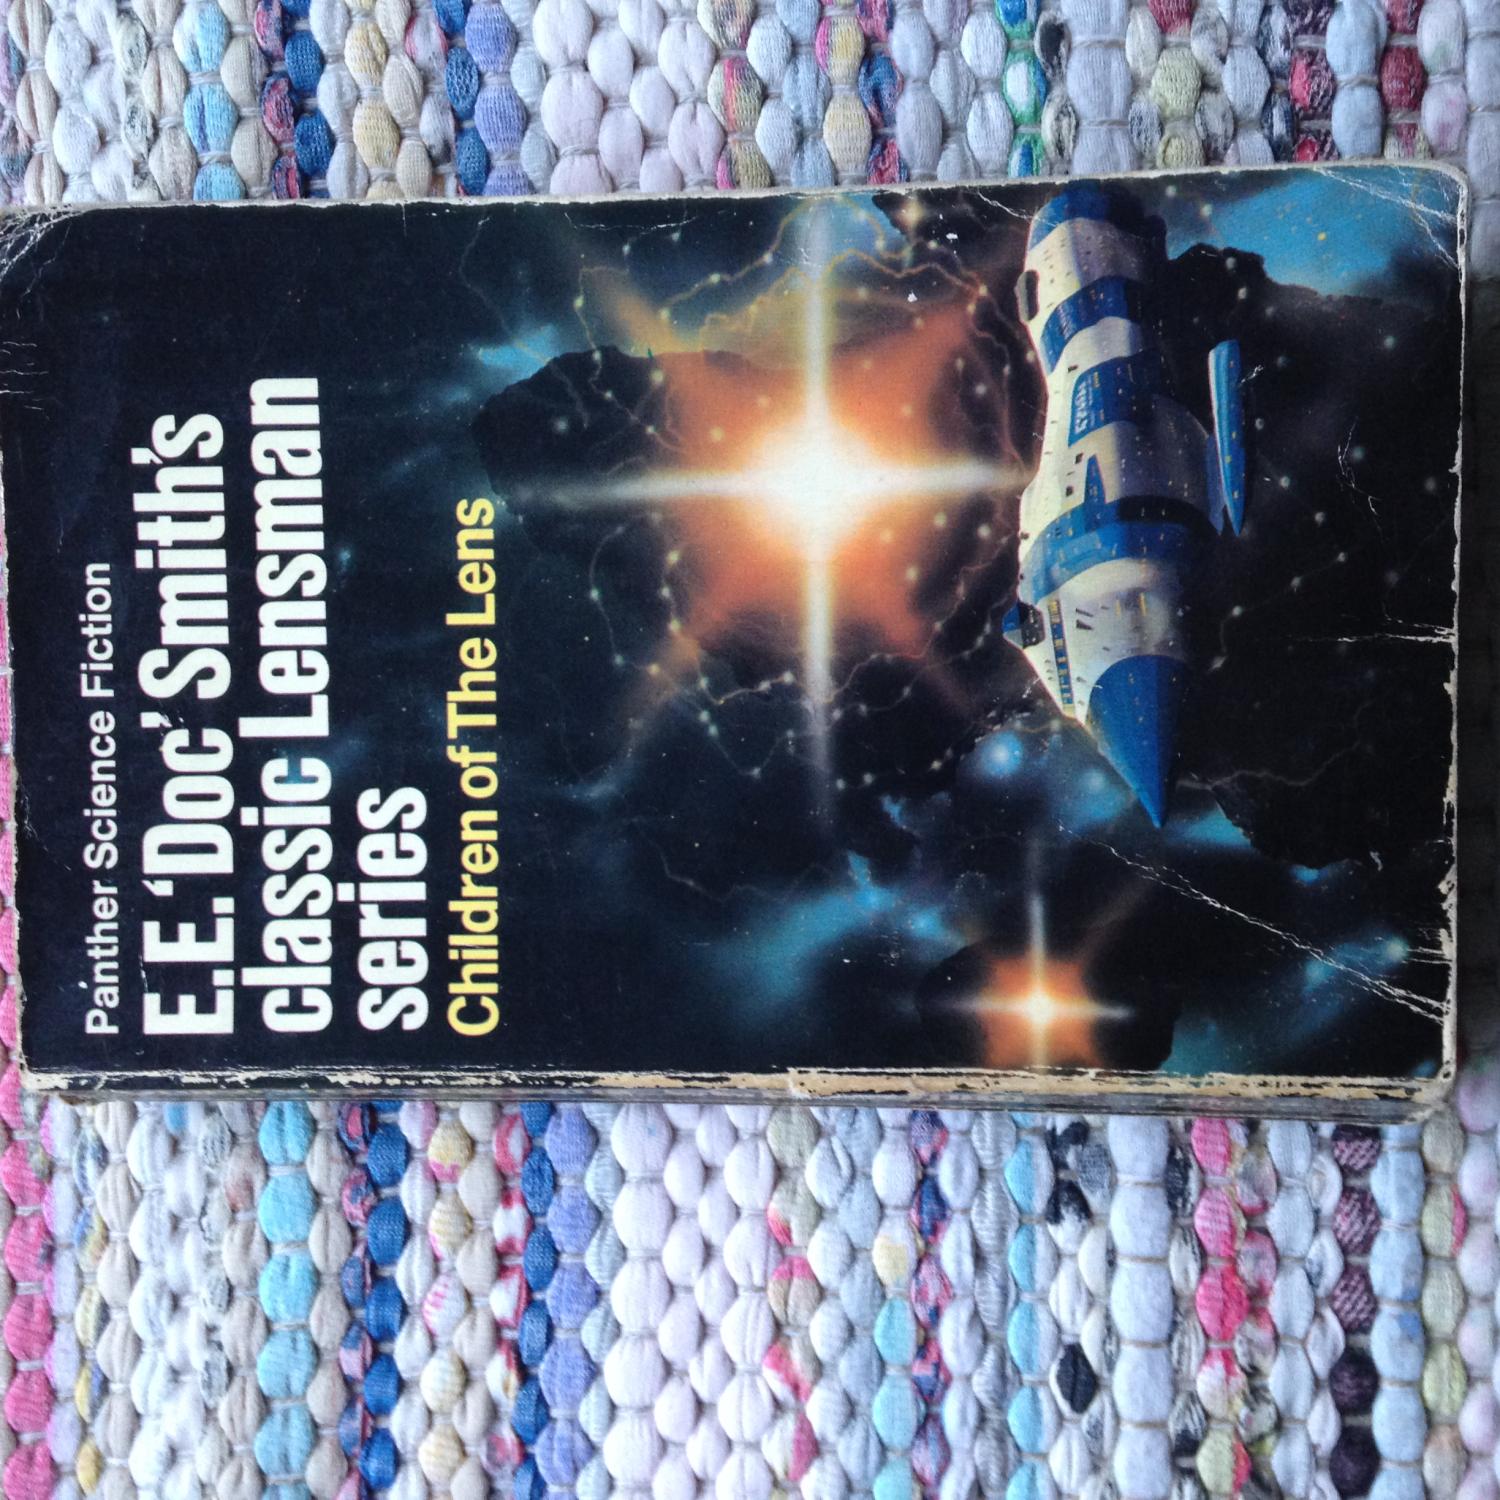 Panther Science Fiction
E.E.'Doc' Smith's
classic Lensman
series
Children of The Lens